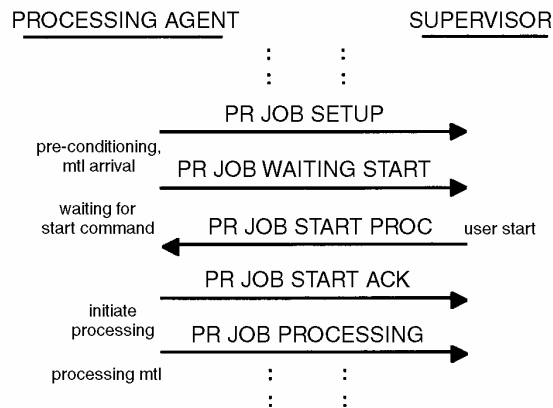 PROCESSING AGENT
SUPERVISOR
PR JOB SETUP
pre-conditioning,
mtl arrival
PR JOB WAITING START
waiting for
start command
PR JOB START PROC
user start
PR JOB START ACK
initiate
processing
PR JOB PROCESSING
processing mtl